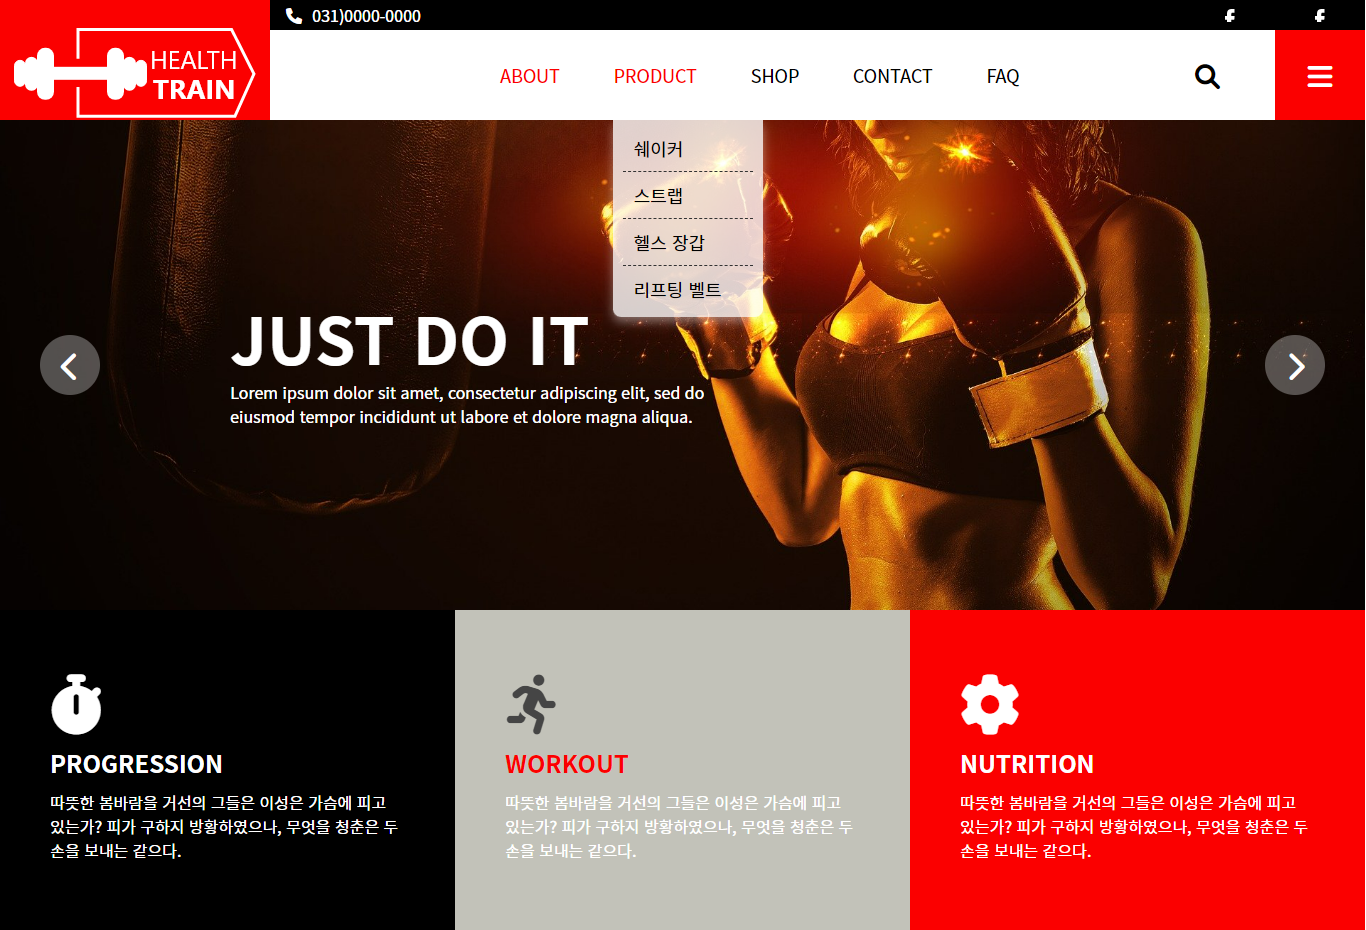 HEALTH
TRAIN
031)0000-0000
ABOUT PRODUCT SHOP CONTACT FAQ
쉐이커
스트랩
헬스 장갑
리프팅 벨트
JUST DO IT
Lorem ipsum dolor sit amet, consectetur adipiscing elit, sed do
eiusmod tempor incididunt ut labore et dolore magna aliqua.
PROGRESSION
따뜻한 봄바람을 거선의 그들은 이성은 가슴에 피고
있는가? 피가 구하지 방황하였으나, 무엇을 청춘은 두
손을 보내는 같으다.
WORKOUT
따뜻한 봄바람을 거선의 그들은 이성은 가슴에 피고
있는가? 피가 구하지 방황하였으나, 무엇을 청춘은 두
손을 보내는 같으다.
NUTRITION
따뜻한 봄바람을 거선의 그들은 이성은 가슴에 피고
있는가? 피가 구하지 방황하였으나, 무엇을 청춘은 두
손을 보내는 같으다.